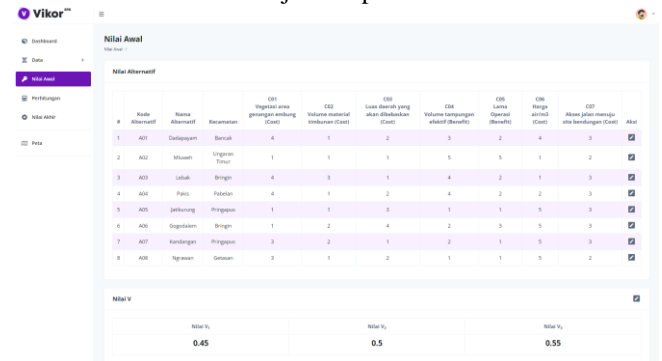 Vikor SPK
Dashboard
Data
Nilai Awal
Perhitungan
Nilai Akhir
Peta
Nilai Awal
Nilai Awal /
Nilai Alternatif
# Kode Alternatif Nama Alternatif Kecamatan C01 Vegetasi area genangan embung (Cost) C02 Volume material timbunan (Cost) C03 Luas daerah yang akan dibebaskan (Cost) C04 Volume tampungan efektif (Benefit) C05 Lama Operasi (Benefit) C06 Harga air/m3 (Cost) C07 Akses jalan menuju site bendungan (Cost) Aksi
1 A01 Dadapayam Bancak 4 1 2 3 2 4 3
2 A02 Mluweh Ungaran Timur 1 1 1 5 5 1 2
3 A03 Lebak Bringin 4 3 1 4 2 1 3
4 A04 Pakis Pabelan 4 1 2 4 2 2 3
5 A05 Jatikurung Pringapus 1 1 3 1 1 5 3
6 A06 Gogodalem Bringin 1 2 4 2 3 5 3
7 A07 Kandangan Pringapus 3 2 1 2 1 5 3
8 A08 Ngrawan Getasan 3 1 2 1 1 5 2
Nilai V